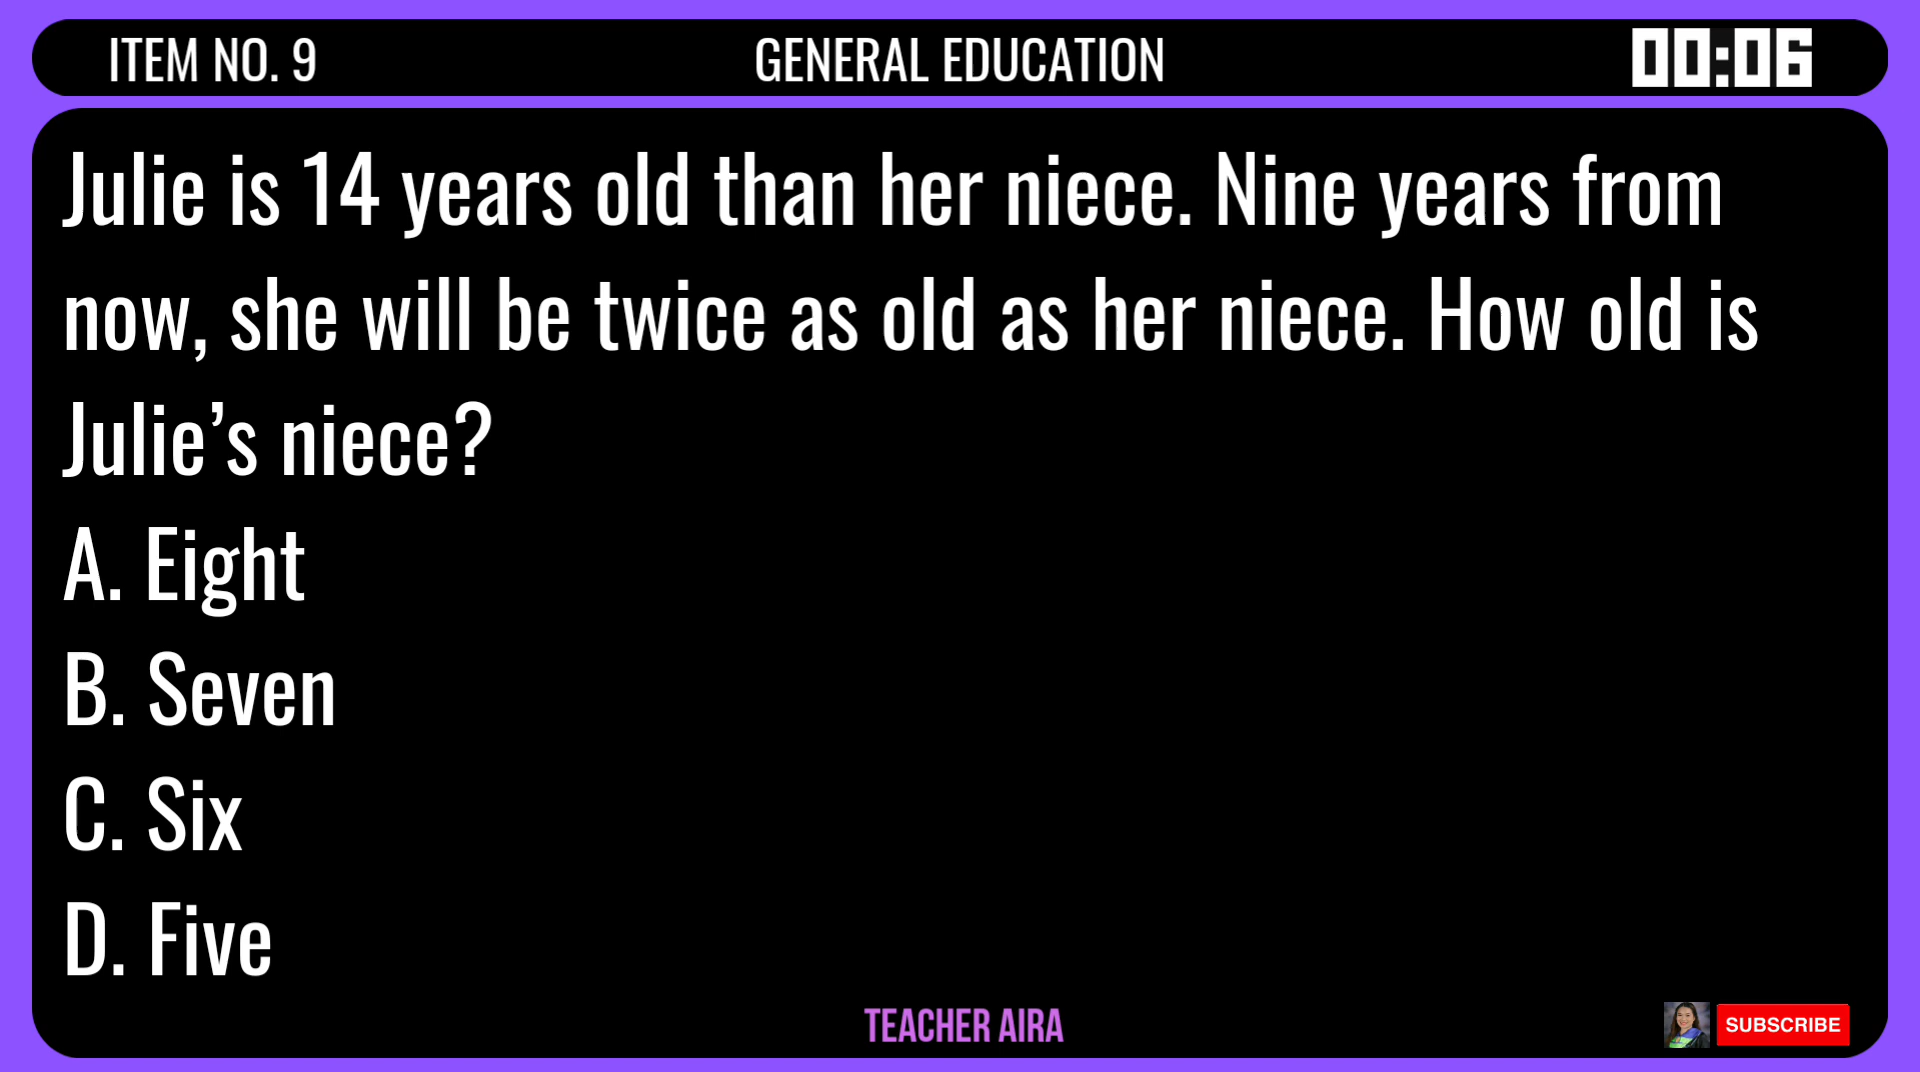 ITEM NO. 9 GENERAL EDUCATION 00:06
Julie is 14 years old than her niece. Nine years from
now, she will be twice as old as her niece. How old is
Julie’s niece?
A. Eight
B. Seven
C. Six
D. Five
TEACHER AIRA SUBSCRIBE